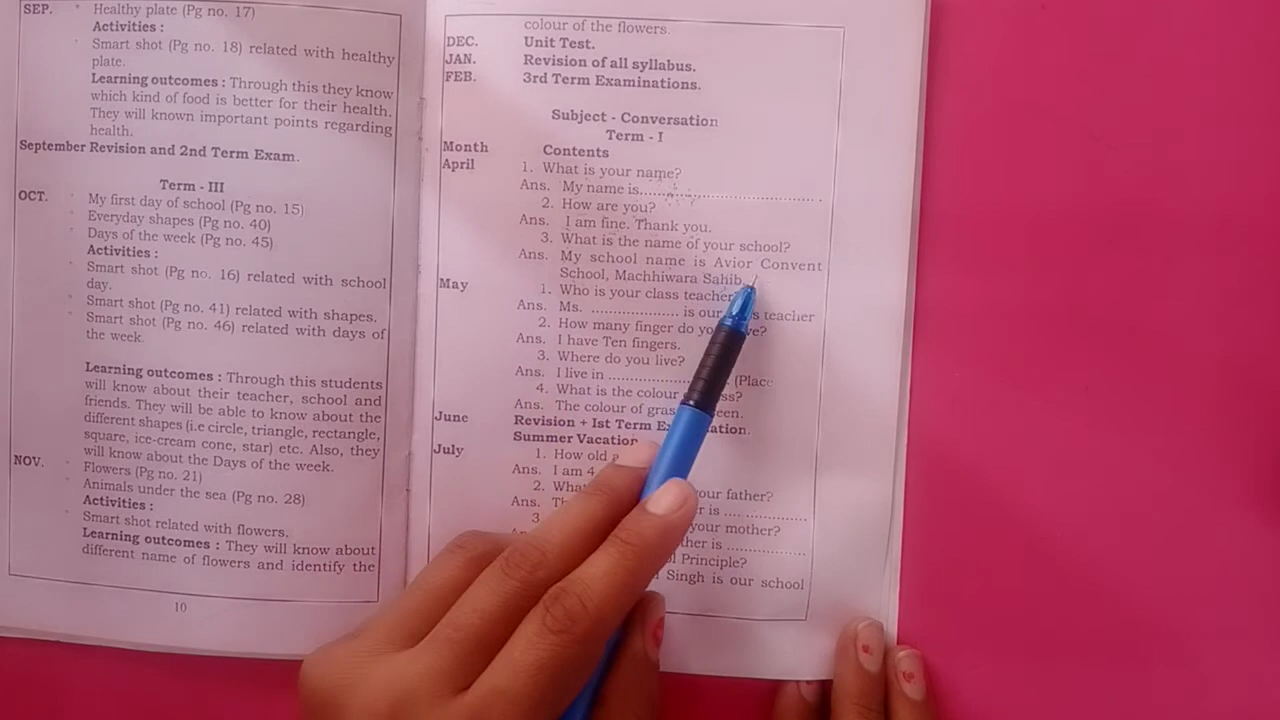 SEP. * Healthy plate (Pg no. 17)
Activities :
* Smart shot (Pg no. 18) related with healthy
plate.
Learning outcomes : Through this they know
which kind of food is better for their health.
They will known important points regarding
health.
September Revision and 2nd Term Exam.
Term - III
OCT. * My first day of school (Pg no. 15)
* Everyday shapes (Pg no. 40)
* Days of the week (Pg no. 45)
Activities :
* Smart shot (Pg no. 16) related with school
day.
* Smart shot (Pg no. 41) related with shapes.
* Smart shot (Pg no. 46) related with days of
the week.
Learning outcomes : Through this students
will know about their teacher, school and
friends. They will be able to know about the
different shapes (i.e circle, triangle, rectangle,
square, ice-cream cone, star) etc. Also, they
will know about the Days of the week.
NOV. * Flowers (Pg no. 21)
* Animals under the sea (Pg no. 28)
Activities :
* Smart shot related with flowers.
Learning outcomes : They will know about
different name of flowers and identify the
10
colour of the flowers.
DEC. Unit Test.
JAN. Revision of all syllabus.
FEB. 3rd Term Examinations.
Subject - Conversation
Term - I
Month Contents
April 1. What is your name?
Ans. My name is........................................
2. How are you?
Ans. I am fine. Thank you.
3. What is the name of your school?
Ans. My school name is Avior Convent
School, Machhiwara Sahib.
May 1. Who is your class teacher
Ans. Ms. .................... is our teacher
2. How many finger do you
Ans. I have Ten fingers.
3. Where do you live?
Ans. I live in ........................ (Place
4. What is the colour
Ans. The colour of
June Revision + Ist Term
Summer Vacation
July 1. How old
Ans. I am 4
2. your father?
Ans. is .... ..............
3 your mother?
is ..................
Principle?
Singh is our school